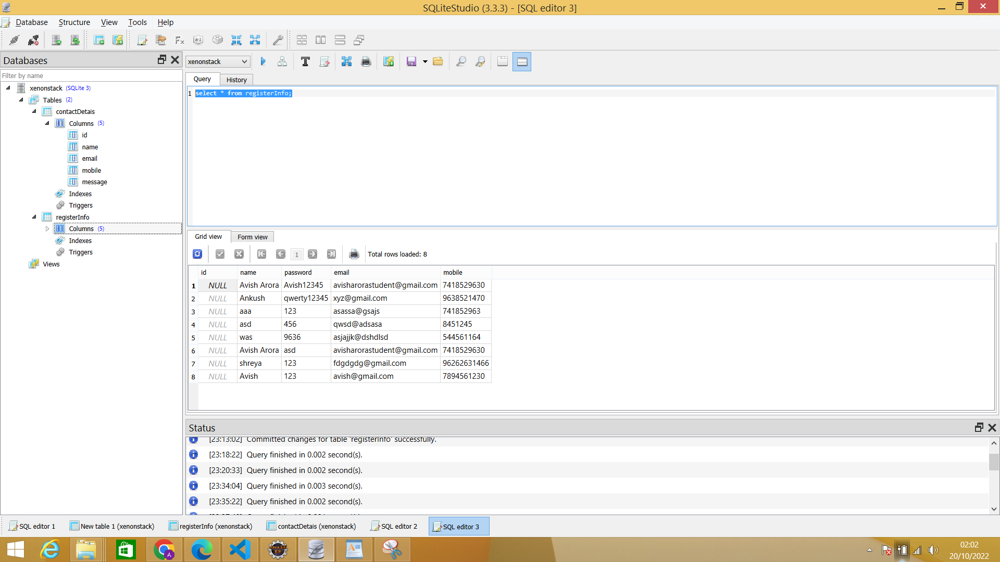 SQLiteStudio (3.3.3) - [SQL editor 3]
Database Structure View Tools Help
Databases
Filter by name
xenonstack (SQLite 3)
Tables (2)
contactDetais
Columns (5)
id
name
email
mobile
message
Indexes
Triggers
registerInfo
Columns (5)
Indexes
Triggers
Views
xenonstack
Query History
1 select * from registerInfo;
Grid view Form view
1 Total rows loaded: 8
id name password email mobile
1 NULL Avish Arora Avish12345 avisharorastudent@gmail.com 7418529630
2 NULL Ankush qwerty12345 xyz@gmail.com 9638521470
3 NULL aaa 123 asassa@gsajs 741852963
4 NULL asd 456 qwsd@adsasa 8451245
5 NULL was 9636 asjajjk@dshdlsd 544561164
6 NULL Avish Arora asd avisharorastudent@gmail.com 7418529630
7 NULL shreya 123 fdgdgdg@gmail.com 96262631466
8 NULL Avish 123 avish@gmail.com 7894561230
Status
[23:13:02] Committed changes for table 'registerInfo' successfully.
[23:18:22] Query finished in 0.002 second(s).
[23:20:33] Query finished in 0.002 second(s).
[23:34:04] Query finished in 0.003 second(s).
[23:35:22] Query finished in 0.002 second(s).
SQL editor 1 New table 1 (xenonstack) registerInfo (xenonstack) contactDetais (xenonstack) SQL editor 2 SQL editor 3
Java EE
IDE
02:02
20/10/2022